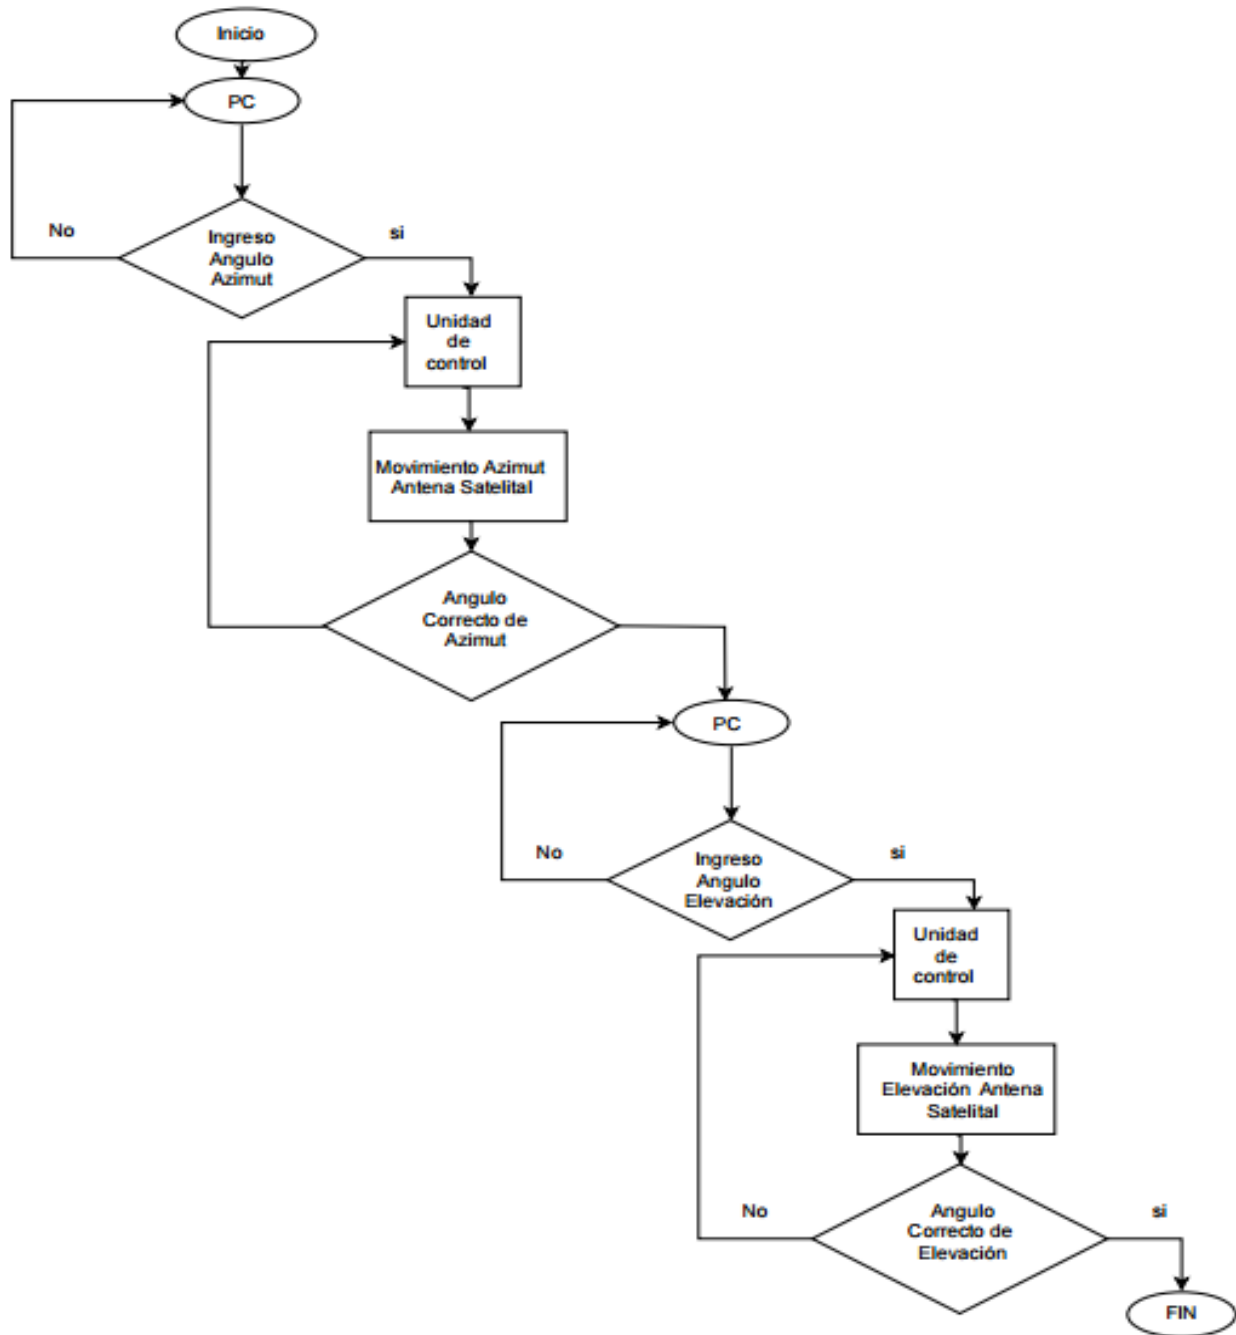 Inicio
PC
No
si
Ingreso
Angulo
Azimut
Unidad
de
control
Movimiento Azimut
Antena Satelital
Angulo
Correcto de
Azimut
PC
No
si
Ingreso
Angulo
Elevación
Unidad
de
control
Movimiento
Elevación Antena
Satelital
No
si
Angulo
Correcto de
Elevación
FIN